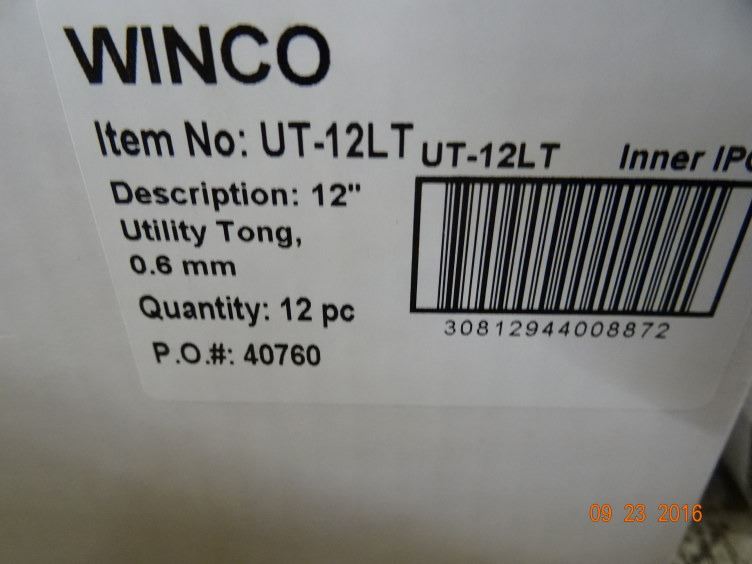 WINCO
Item No: UT-12LT
Description: 12"
Utility Tong,
0.6 mm
Quantity: 12 pc
P.O.#: 40760
UT-12LT Inner
30812944008872
09 23 2016